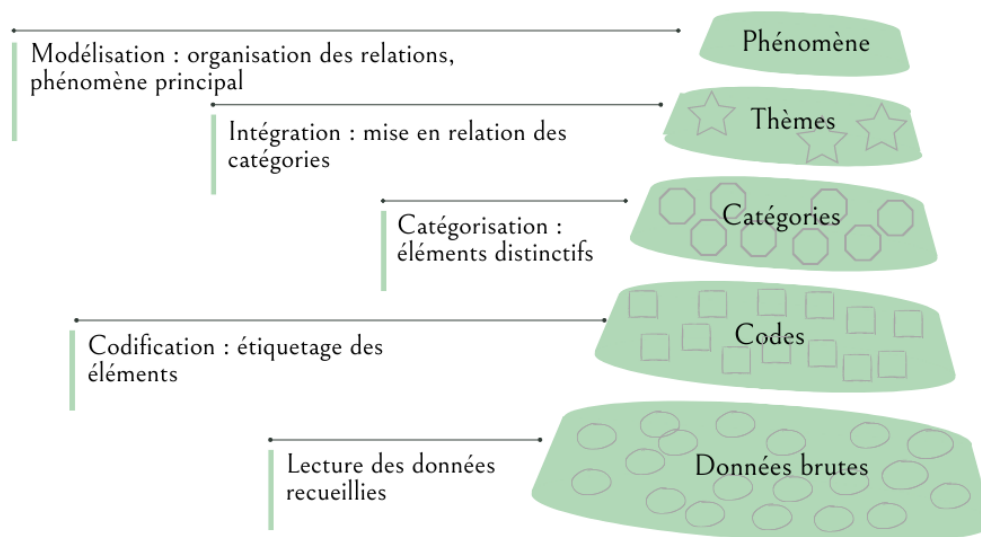 Phénomène
Modélisation : organisation des relations,
phénomène principal
Thèmes
Intégration : mise en relation des
catégories
Catégories
Catégorisation :
éléments distinctifs
Codes
Codification : étiquetage des
éléments
Données brutes
Lecture des données
recueillies